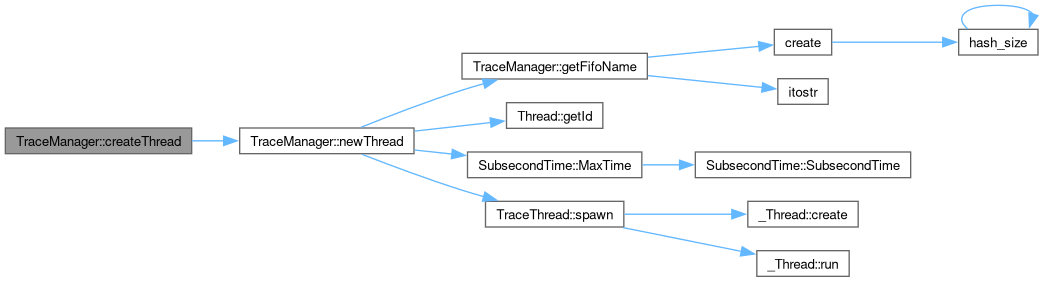 TraceManager::createThread
TraceManager::newThread
TraceManager::getFifoName
create
hash_size
itostr
Thread::getId
SubsecondTime::MaxTime
SubsecondTime::SubsecondTime
TraceThread::spawn
_Thread::create
_Thread::run